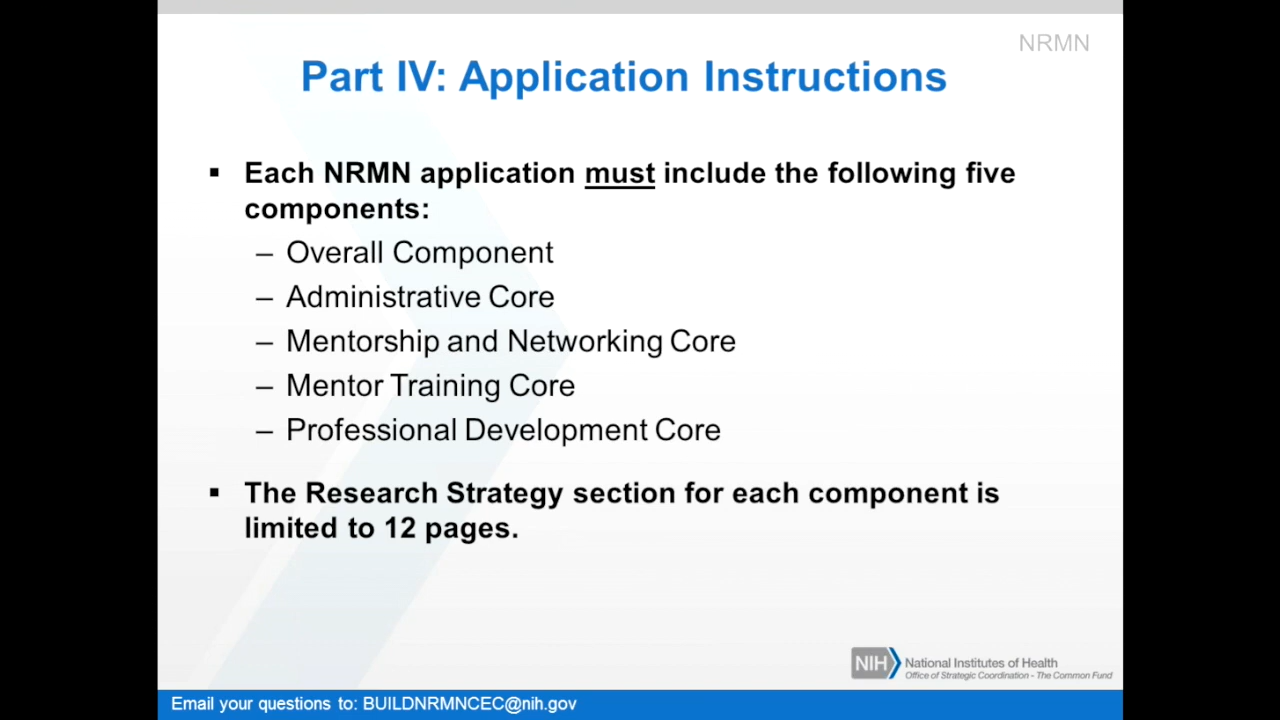 NRMN
Part IV: Application Instructions
▪ Each NRMN application must include the following five
components:
– Overall Component
– Administrative Core
– Mentorship and Networking Core
– Mentor Training Core
– Professional Development Core
▪ The Research Strategy section for each component is
limited to 12 pages.
NIH National Institutes of Health
Office of Strategic Coordination - The Common Fund
Email your questions to: BUILDNRMNCEC@nih.gov